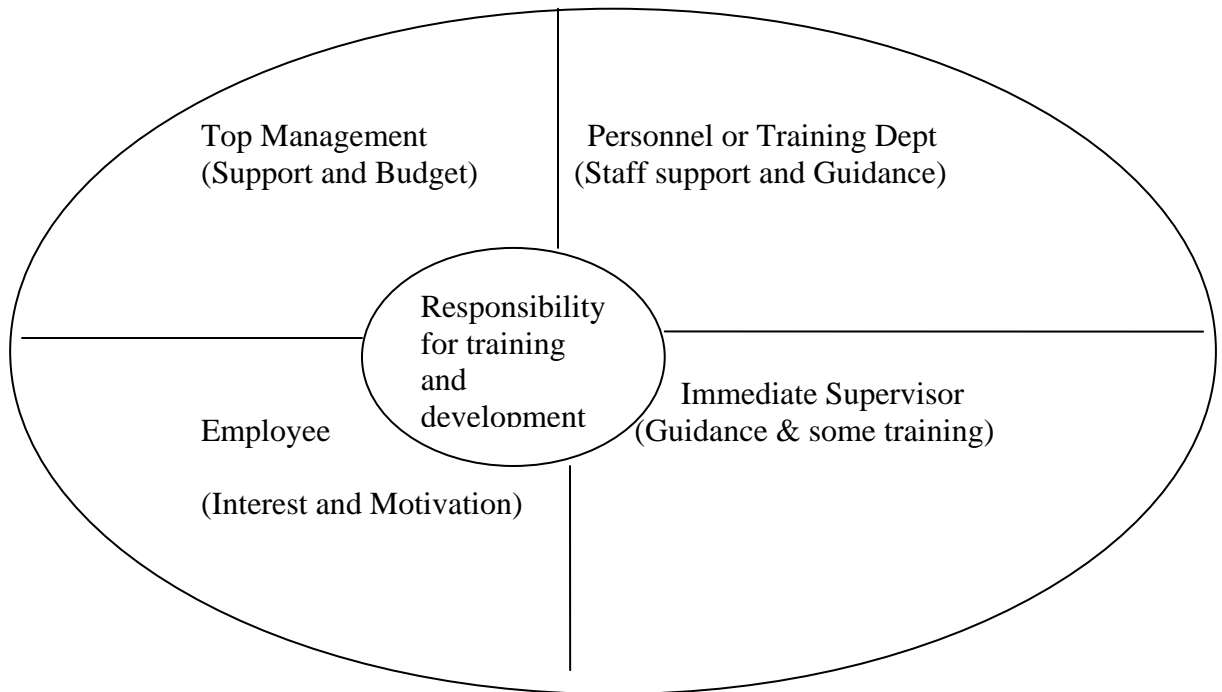 Top Management
(Support and Budget)
Personnel or Training Dept
(Staff support and Guidance)
Responsibility
for training
and
development
Employee
(Interest and Motivation)
Immediate Supervisor
(Guidance & some training)